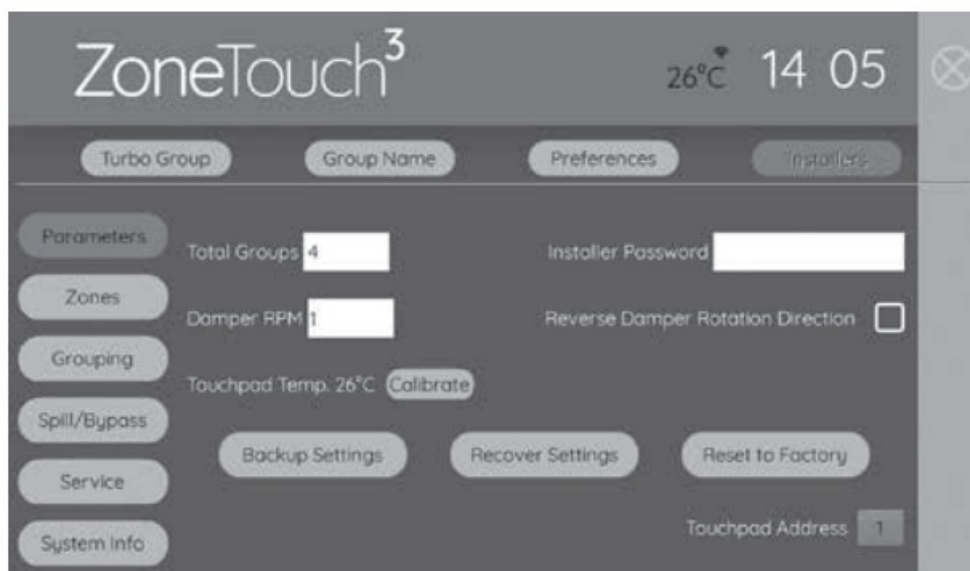 ZoneTouch³
26°C 14 05
Turbo Group Group Name Preferences Installers
Parameters
Total Groups 4 Installer Password
Zones
Damper RPM 1 Reverse Damper Rotation Direction
Grouping
Touchpad Temp. 26°C Calibrate
Spill/Bypass
Backup Settings Recover Settings Reset to Factory
Service
Touchpad Address 1
System Info